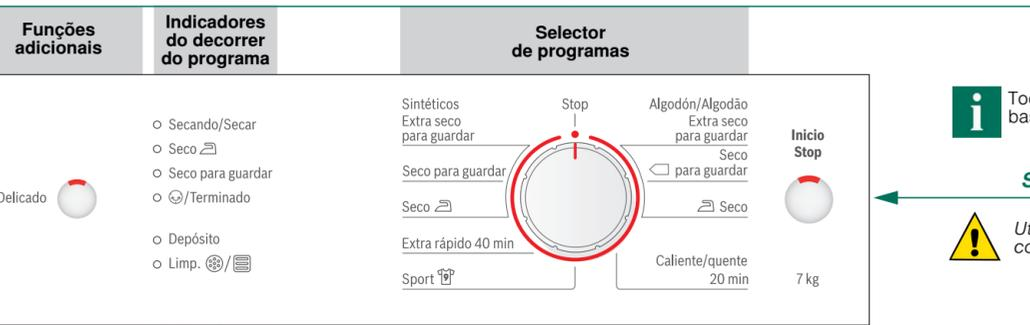 Funções
adicionais
Indicadores
do decorrer
do programa
Selector
de programas
Delicado
Secando/Secar
Seco
Seco para guardar
/Terminado
Depósito
Limp. /
Sintéticos
Extra seco
para guardar
Seco para guardar
Seco
Extra rápido 40 min
Sport
Stop
Algodón/Algodão
Extra seco
para guardar
Seco
para guardar
Seco
Caliente/quente
20 min
Inicio
Stop
7 kg